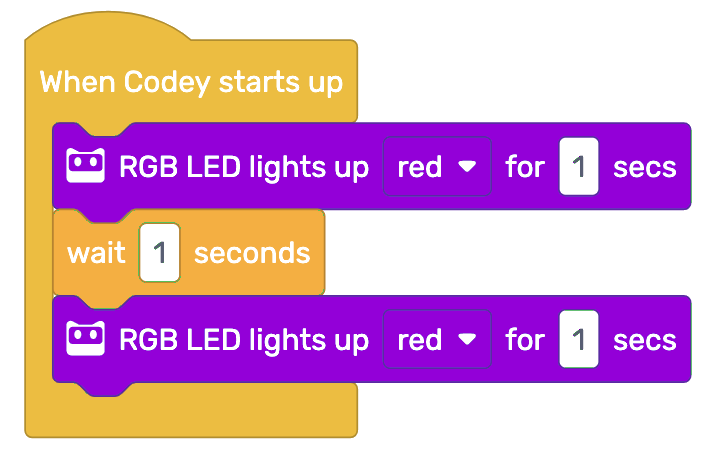 When Codey starts up
RGB LED lights up red for 1 secs
wait 1 seconds
RGB LED lights up red for 1 secs